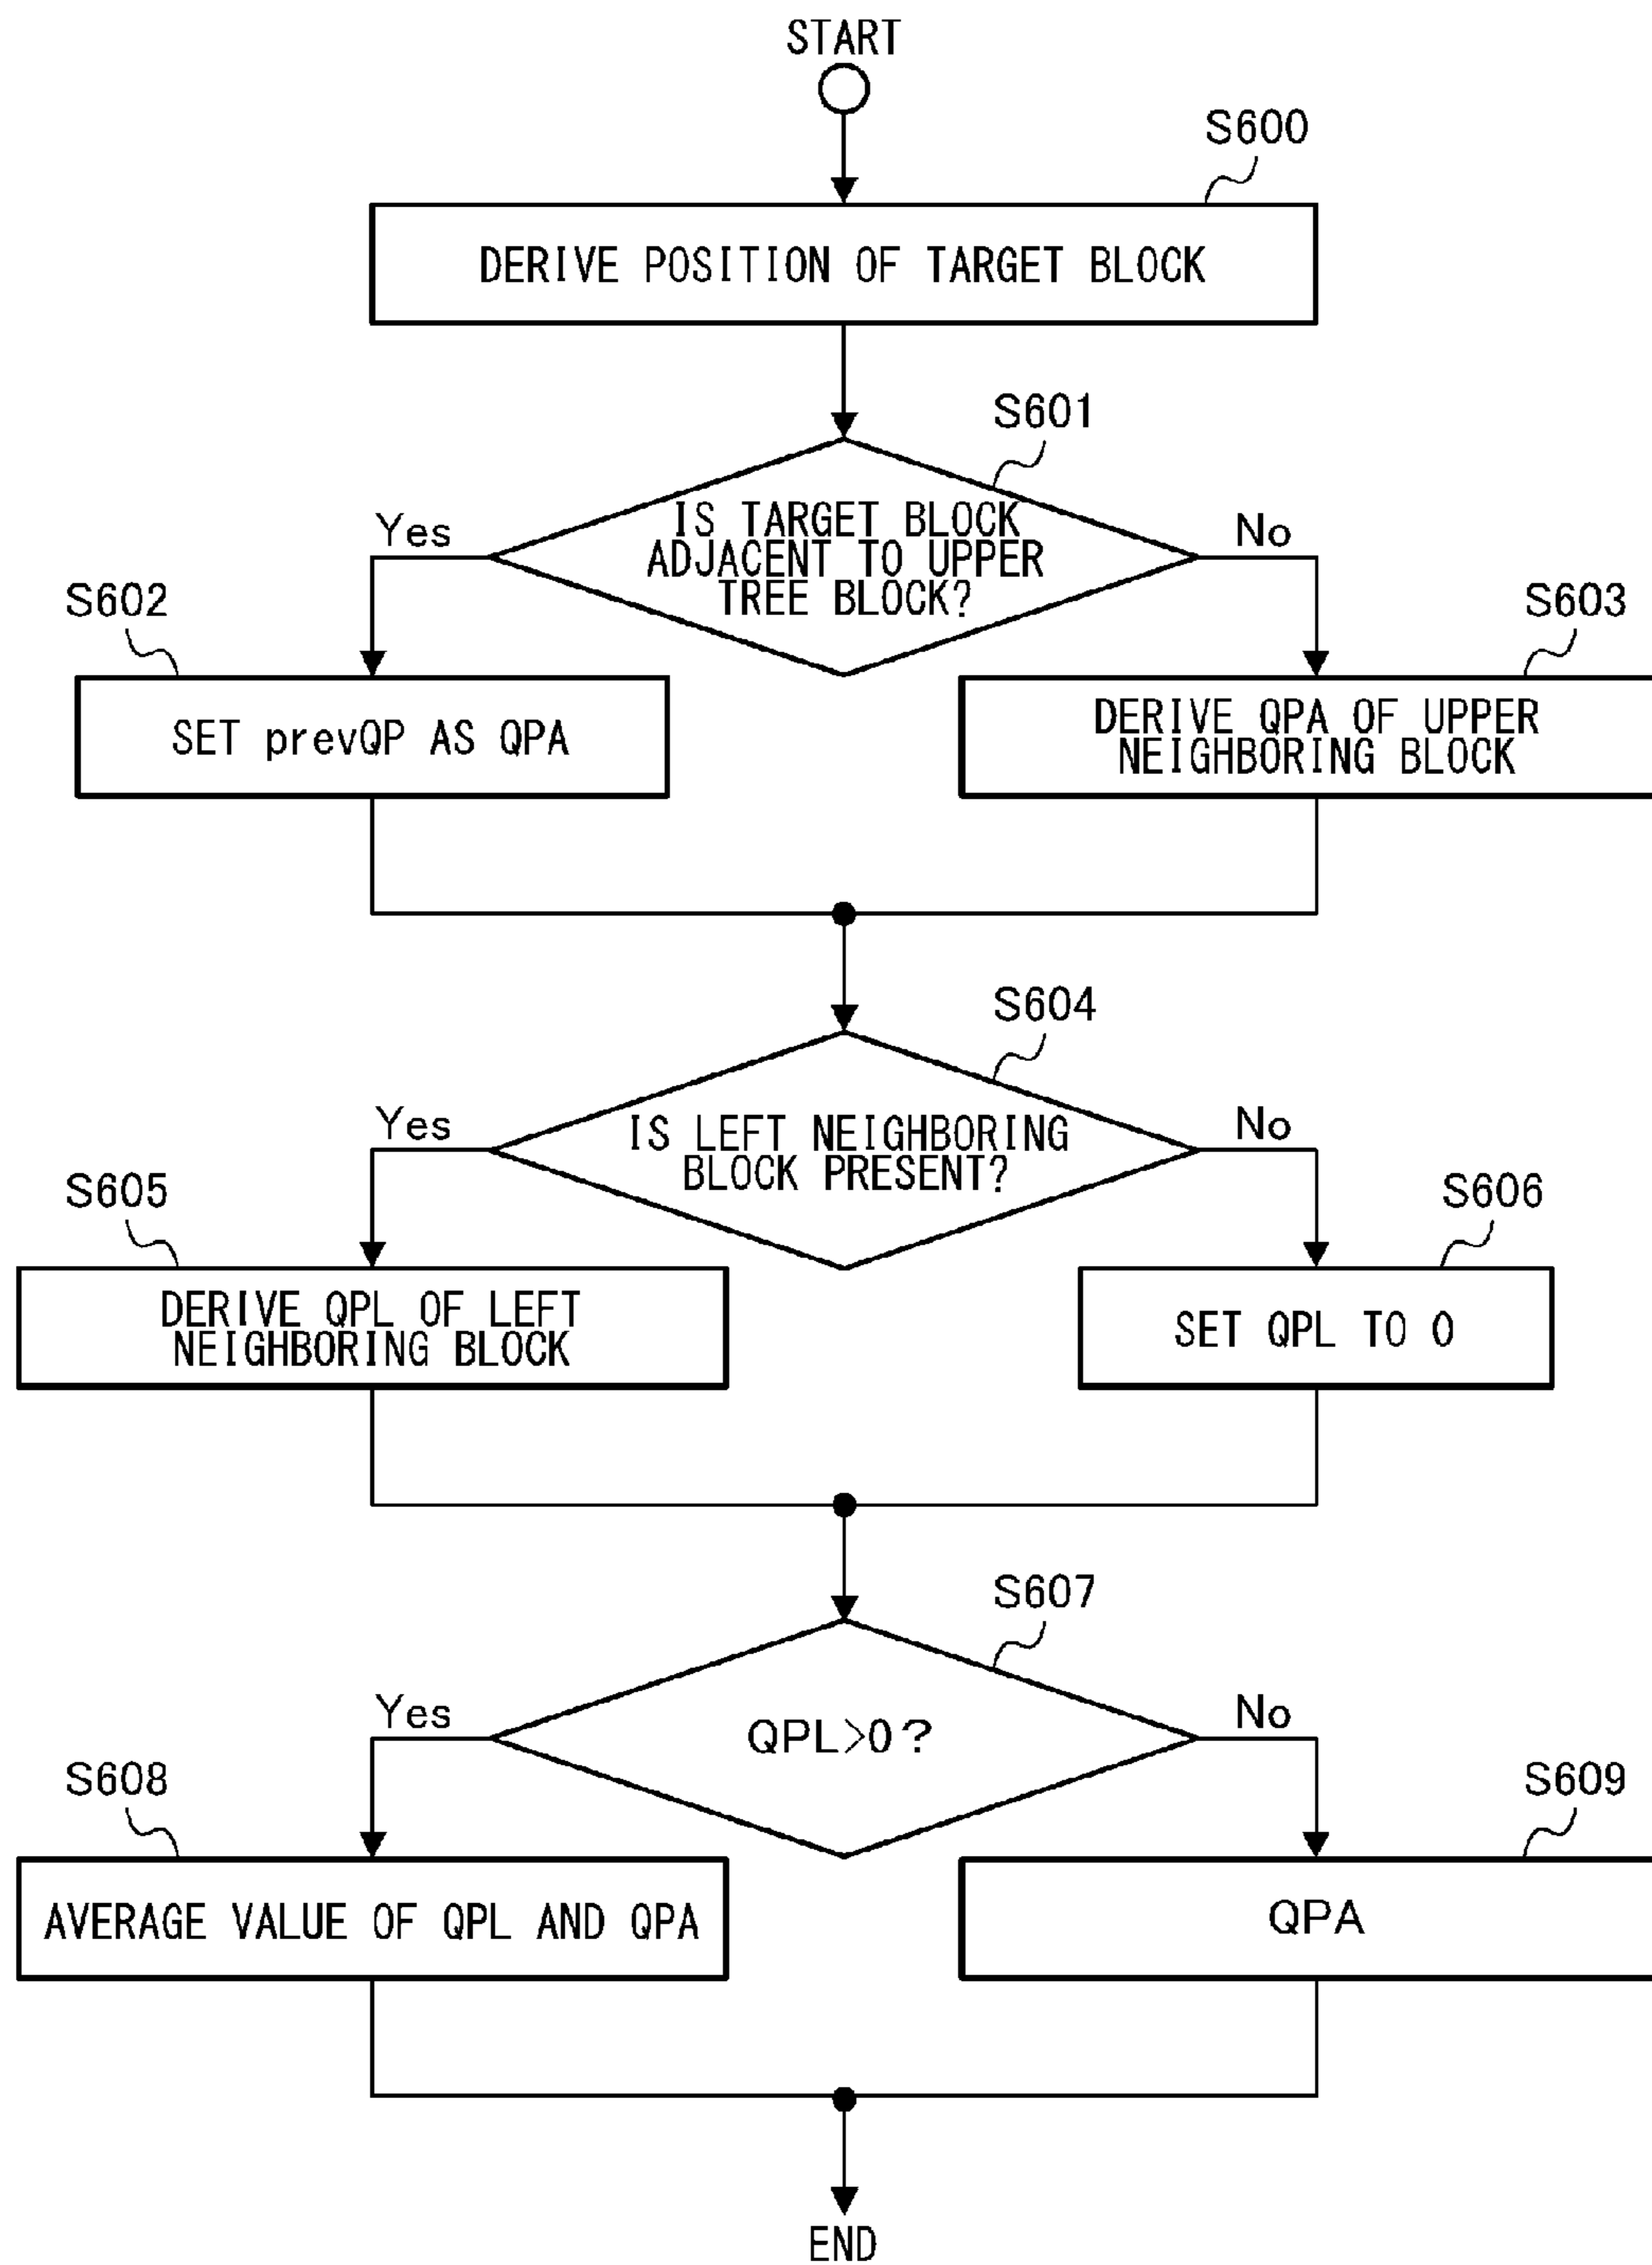 START
S600
DERIVE POSITION OF TARGET BLOCK
S601
IS TARGET BLOCK
ADJACENT TO UPPER
TREE BLOCK?
Yes
No
S602
S603
SET prevQP AS QPA
DERIVE QPA OF UPPER
NEIGHBORING BLOCK
S604
IS LEFT NEIGHBORING
BLOCK PRESENT?
Yes
No
S605
S606
DERIVE QPL OF LEFT
NEIGHBORING BLOCK
SET QPL TO 0
S607
QPL>0?
Yes
No
S608
S609
AVERAGE VALUE OF QPL AND QPA
QPA
END